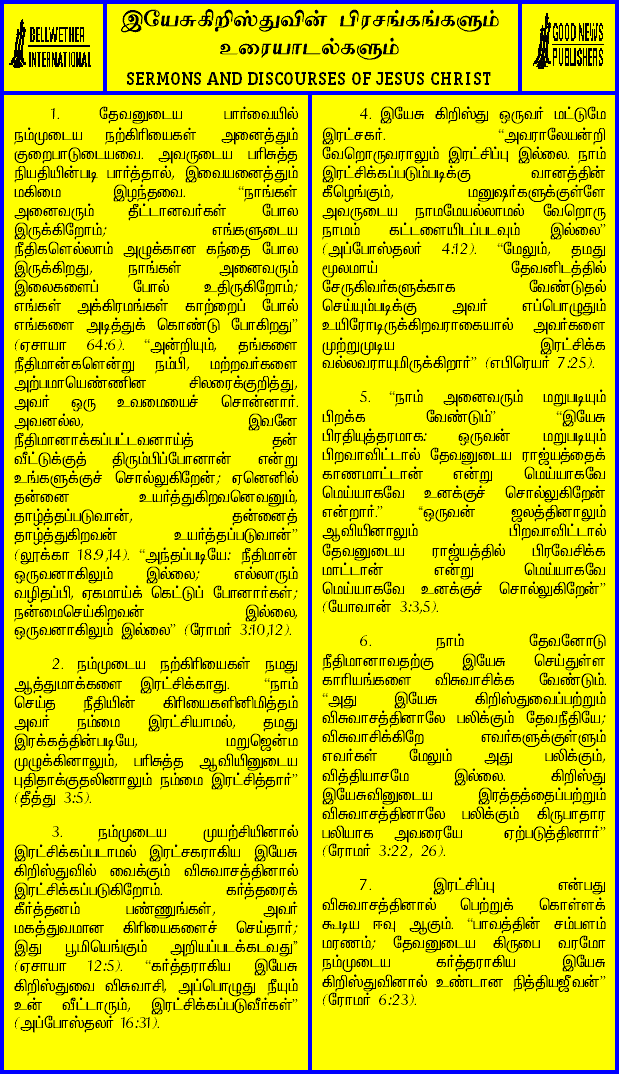 இயேசுகிறிஸ்துவின் பிரசங்கங்களும்
உரையாடல்களும்
SERMONS AND DISCOURSES OF JESUS CHRIST
BELLWETHER
INTERNATIONAL
GOOD NEWS
PUBLISHERS
1. தேவனுடைய பார்வையில்
நம்முடைய நற்கிரியைகள் அனைத்தும்
குறைபாடுடையவை. அவருடைய பரிசுத்த
நியதியின்படி பார்த்தால், இவையனைத்தும்
மகிமை இழந்தவை. “நாங்கள்
அனைவரும் தீட்டானவர்கள் போல
இருக்கிறோம்; எங்களுடைய
நீதிகளெல்லாம் அழுக்கான கந்தை போல
இருக்கிறது, நாங்கள் அனைவரும்
இலைகளைப் போல் உதிருகிறோம்;
எங்கள் அக்கிரமங்கள் காற்றைப் போல்
எங்களை அடித்துக் கொண்டு போகிறது”
(ஏசாயா 64:6). “அன்றியும், தங்களை
நீதிமான்களென்று நம்பி, மற்றவர்களை
அற்பமாயெண்ணின சிலரைக்குறித்து,
அவர் ஒரு உவமையைச் சொன்னார்.
அவனல்ல, இவனே
நீதிமானாக்கப்பட்டவனாய்த் தன்
வீட்டுக்குத் திரும்பிப்போனான் என்று
உங்களுக்குச் சொல்லுகிறேன்; ஏனெனில்
தன்னை உயர்த்துகிறவனெவனும்,
தாழ்த்தப்படுவான், தன்னைத்
தாழ்த்துகிறவன் உயர்த்தப்படுவான்”
(லூக்கா 18:9,14). “அந்தப்படியே: நீதிமான்
ஒருவனாகிலும் இல்லை; எல்லாரும்
வழிதப்பி, ஏகமாய்க் கெட்டுப் போனார்கள்;
நன்மைசெய்கிறவன் இல்லை,
ஒருவனாகிலும் இல்லை” (ரோமர் 3:10,12).
2. நம்முடைய நற்கிரியைகள் நமது
ஆத்துமாக்களை இரட்சிக்காது. “நாம்
செய்த நீதியின் கிரியைகளினிமித்தம்
அவர் நம்மை இரட்சியாமல், தமது
இரக்கத்தின்படியே, மறுஜென்ம
முழுக்கினாலும், பரிசுத்த ஆவியினுடைய
புதிதாக்குதலினாலும் நம்மை இரட்சித்தார்”
(தீத்து 3:5).
3. நம்முடைய முயற்சியினால்
இரட்சிக்கப்படாமல் இரட்சகராகிய இயேசு
கிறிஸ்துவில் வைக்கும் விசுவாசத்தினால்
இரட்சிக்கப்படுகிறோம். கர்த்தரைக்
கீர்த்தனம் பண்ணுங்கள், அவர்
மகத்துவமான கிரியைகளைச் செய்தார்;
இது பூமியெங்கும் அறியப்படக்கடவது”
(ஏசாயா 12:5). “கர்த்தராகிய இயேசு
கிறிஸ்துவை விசுவாசி, அப்பொழுது நீயும்
உன் வீட்டாரும், இரட்சிக்கப்படுவீர்கள்”
(அப்போஸ்தலர் 16:31).
4. இயேசு கிறிஸ்து ஒருவர் மட்டுமே
இரட்சகர். “அவராலேயன்றி
வேறொருவராலும் இரட்சிப்பு இல்லை. நாம்
இரட்சிக்கப்படும்படிக்கு வானத்தின்
கீழெங்கும், மனுஷர்களுக்குள்ளே
அவருடைய நாமமேயல்லாமல் வேறொரு
நாமம் கட்டளையிடப்படவும் இல்லை”
(அப்போஸ்தலர் 4:12). “மேலும், தமது
மூலமாய் தேவனிடத்தில்
சேருகிவர்களுக்காக வேண்டுதல்
செய்யும்படிக்கு அவர் எப்பொழுதும்
உயிரோடிருக்கிறவராகையால் அவர்களை
முற்றுமுடிய இரட்சிக்க
வல்லவராயுமிருக்கிறார்” (எபிரெயர் 7:25).
5. “நாம் அனைவரும் மறுபடியும்
பிறக்க வேண்டும்” “இயேசு
பிரதியுத்தரமாக: ஒருவன் மறுபடியும்
பிறவாவிட்டால் தேவனுடைய ராஜ்யத்தைக்
காணமாட்டான் என்று மெய்யாகவே
மெய்யாகவே உனக்குச் சொல்லுகிறேன்
என்றார்.” “ஒருவன் ஜலத்தினாலும்
ஆவியினாலும் பிறவாவிட்டால்
தேவனுடைய ராஜ்யத்தில் பிரவேசிக்க
மாட்டான் என்று மெய்யாகவே
மெய்யாகவே உனக்குச் சொல்லுகிறேன்”
(யோவான் 3:3,5).
6. நாம் தேவனோடு
நீதிமானாவதற்கு இயேசு செய்துள்ள
காரியங்களை விசுவாசிக்க வேண்டும்.
“அது இயேசு கிறிஸ்துவைப்பற்றும்
விசுவாசத்தினாலே பலிக்கும் தேவநீதியே;
விசுவாசிக்கிறே எவர்களுக்குள்ளும்
எவர்கள் மேலும் அது பலிக்கும்,
வித்தியாசமே இல்லை. கிறிஸ்து
இயேசுவினுடைய இரத்தத்தைப்பற்றும்
விசுவாசத்தினாலே பலிக்கும் கிருபாதார
பலியாக அவரையே ஏற்படுத்தினார்”
(ரோமர் 3:22, 26).
7. இரட்சிப்பு என்பது
விசுவாசத்தினால் பெற்றுக் கொள்ளக்
கூடிய ஈவு ஆகும். “பாவத்தின் சம்பளம்
மரணம்; தேவனுடைய கிருபை வரமோ
நம்முடைய கர்த்தராகிய இயேசு
கிறிஸ்துவினால் உண்டான நித்தியஜீவன்”
(ரோமர் 6:23).